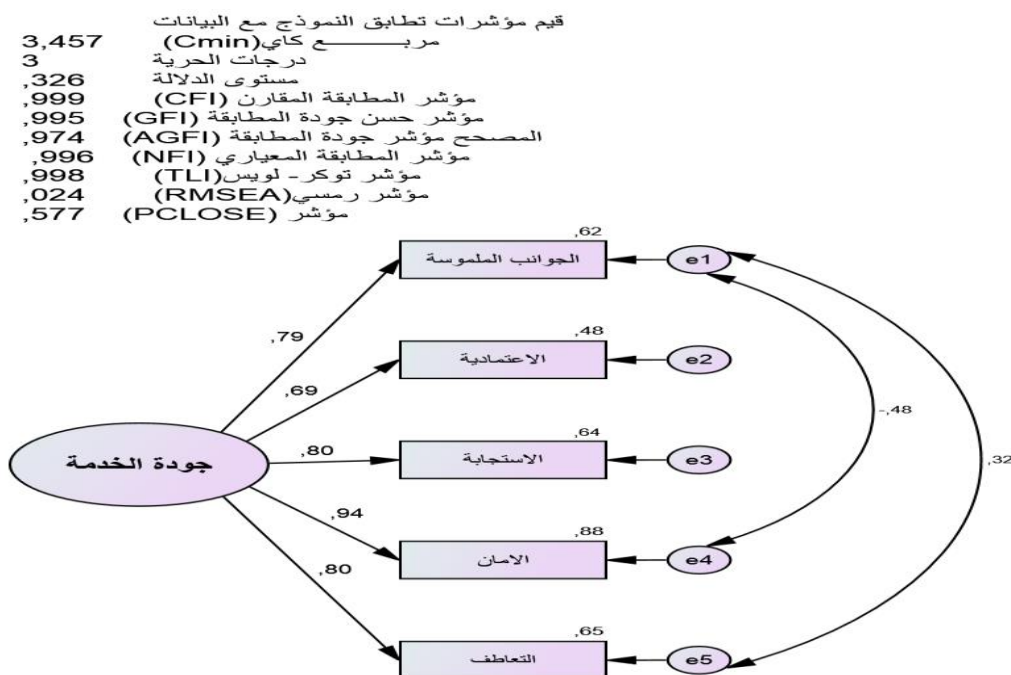 قيم مؤشرات تطابق النموذج مع البيانات
مربـــــــع كاي(Cmin) 3,457
درجات الحرية 3
مستوى الدلالة ,326
مؤشر المطابقة المقارن (CFI) ,999
مؤشر حسن جودة المطابقة (GFI) ,995
المصحح مؤشر جودة المطابقة (AGFI) ,974
مؤشر المطابقة المعياري (NFI) ,996
مؤشر توكر- لويس(TLI) ,998
مؤشر رمسي(RMSEA) ,024
مؤشر (PCLOSE) ,577
,62
الجوانب الملموسة
e1
,79
,48
الاعتمادية
e2
,69
-,48
,64
الاستجابة
e3
,80
,32
جودة الخدمة
,94
,88
الامان
e4
,80
,65
التعاطف
e5